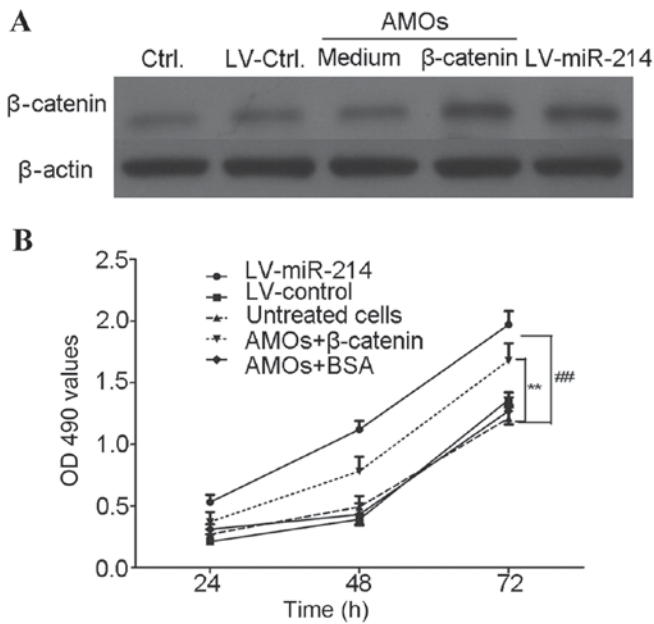 A
AMOs
Ctrl. LV-Ctrl. Medium β-catenin LV-miR-214
β-catenin
β-actin
B
2.5
2.0
1.5
1.0
0.5
0.0
OD 490 values
LV-miR-214
LV-control
Untreated cells
AMOs+β-catenin
AMOs+BSA
**
##
24 48 72
Time (h)